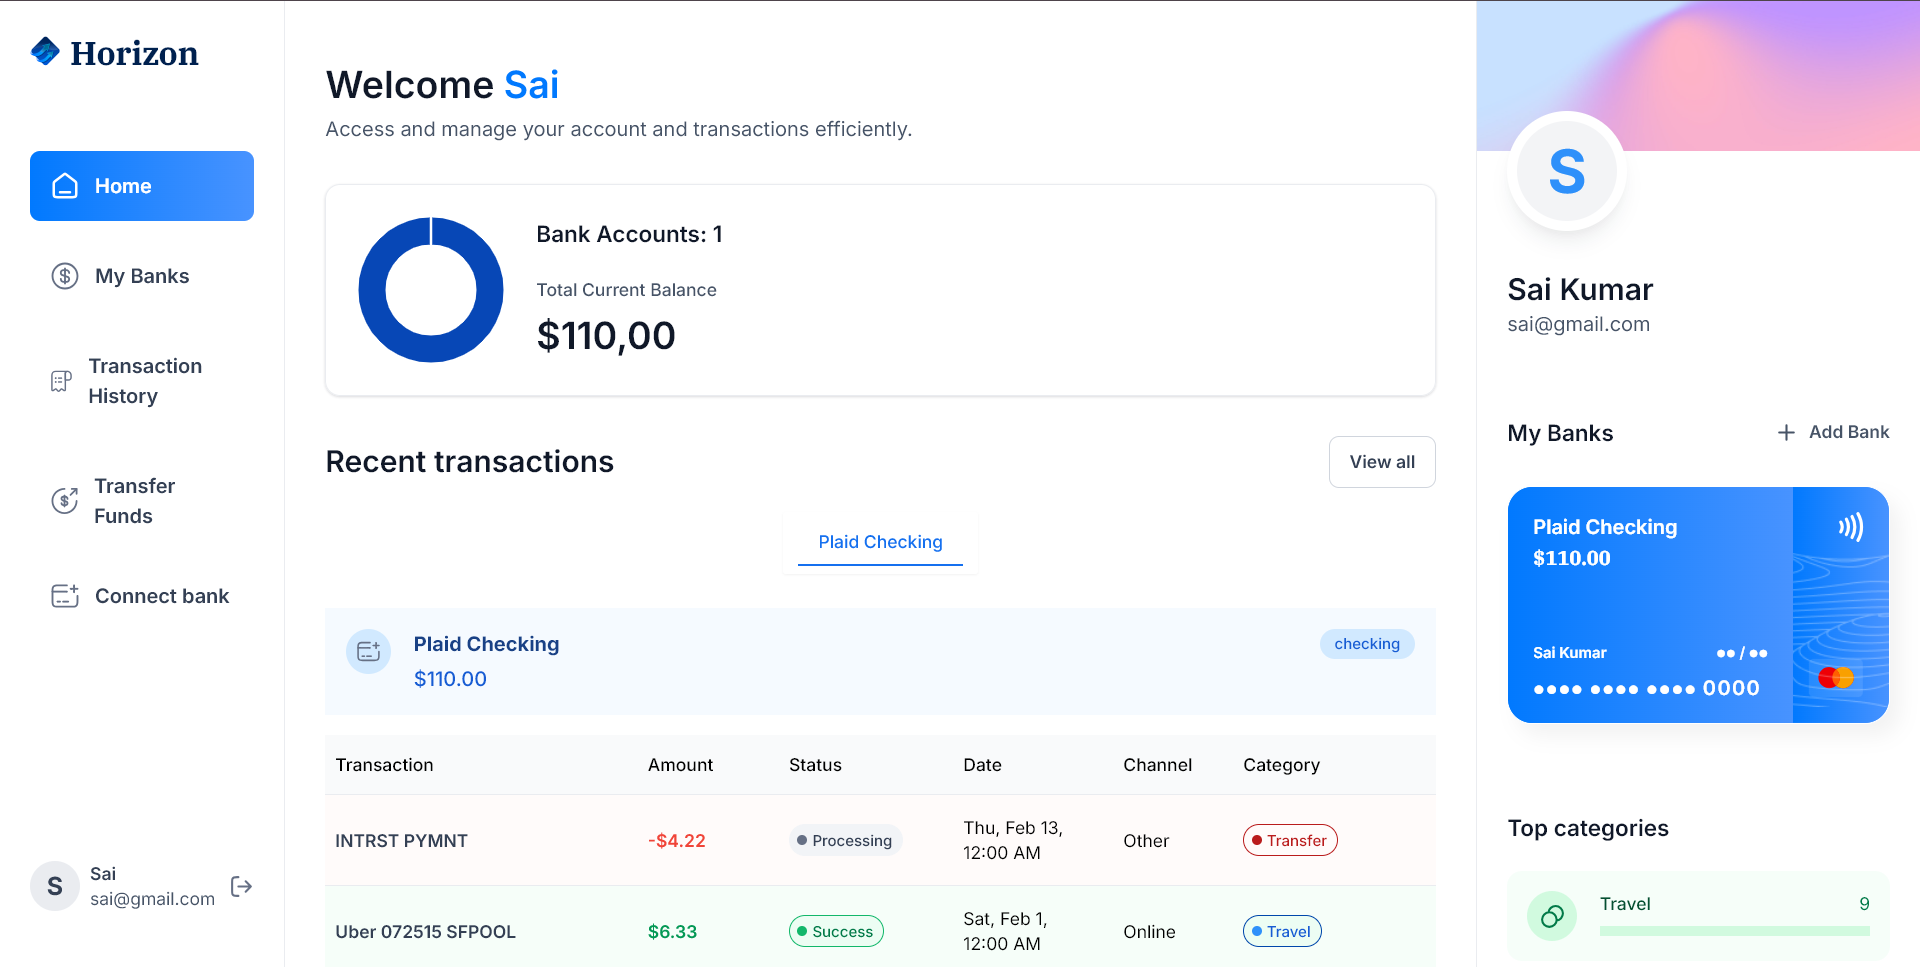 Horizon
Home
My Banks
Transaction
History
Transfer
Funds
Connect bank
S
Sai
sai@gmail.com
Welcome Sai
Access and manage your account and transactions efficiently.
Bank Accounts: 1
Total Current Balance
$110,00
Recent transactions
View all
Plaid Checking
Plaid Checking
$110.00
checking
Transaction Amount Status Date Channel Category
INTRST PYMNT -$4.22 Processing Thu, Feb 13, 12:00 AM Other Transfer
Uber 072515 SFPOOL $6.33 Success Sat, Feb 1, 12:00 AM Online Travel
S
Sai Kumar
sai@gmail.com
My Banks
+ Add Bank
Plaid Checking
$110.00
Sai Kumar ●● / ●●
●●●● ●●●● ●●●● 0000
Top categories
Travel 9